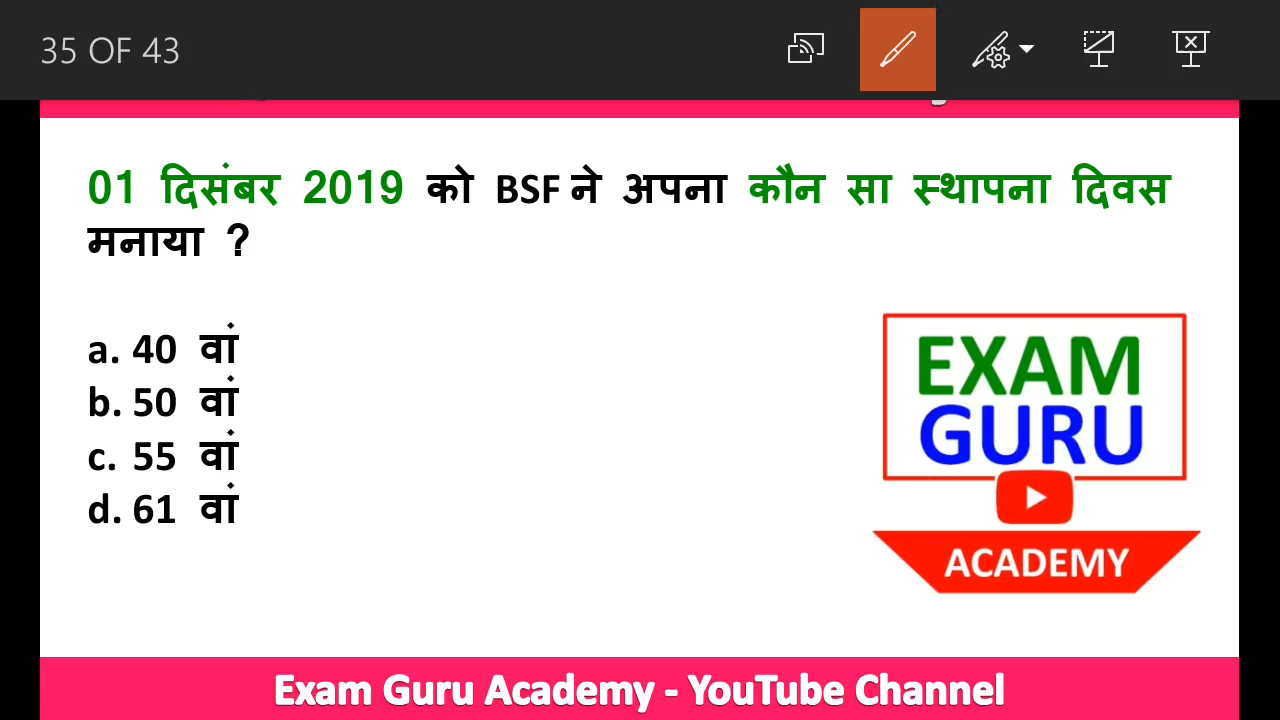 35 OF 43
01 दिसंबर 2019 को BSF ने अपना कौन सा स्थापना दिवस
मनाया ?
a. 40 वां
b. 50 वां
c. 55 वां
d. 61 वां
EXAM
GURU
ACADEMY
Exam Guru Academy - YouTube Channel